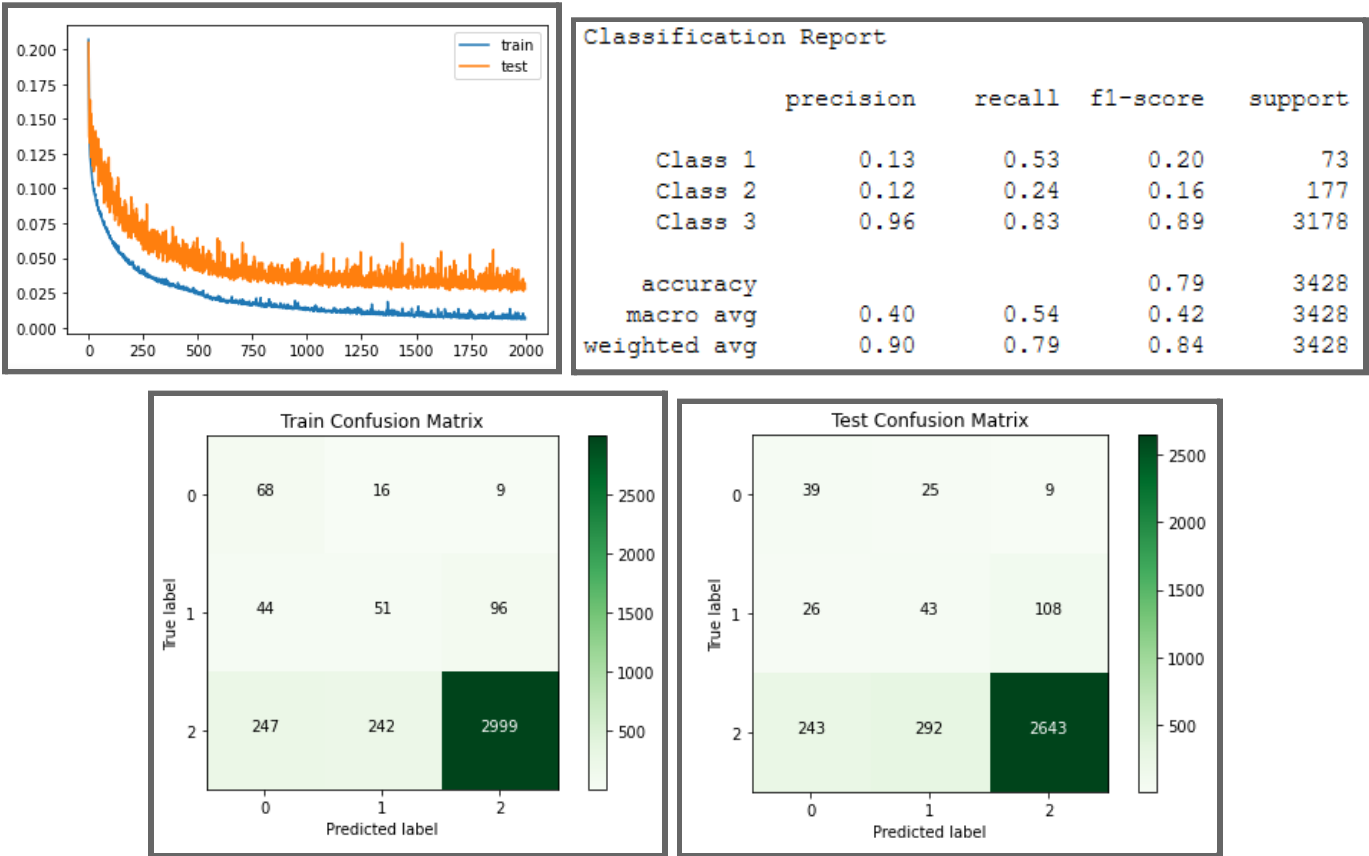 0.200
0.175
0.150
0.125
0.100
0.075
0.050
0.025
0.000
0 250 500 750 1000 1250 1500 1750 2000
train
test
Classification Report
precision recall f1-score support
Class 1 0.13 0.53 0.20 73
Class 2 0.12 0.24 0.16 177
Class 3 0.96 0.83 0.89 3178
accuracy 0.79 3428
macro avg 0.40 0.54 0.42 3428
weighted avg 0.90 0.79 0.84 3428
Train Confusion Matrix
True label
0 68 16 9
1 44 51 96
2 247 242 2999
0 1 2
Predicted label
2500
2000
1500
1000
500
Test Confusion Matrix
True label
0 39 25 9
1 26 43 108
2 243 292 2643
0 1 2
Predicted label
2500
2000
1500
1000
500